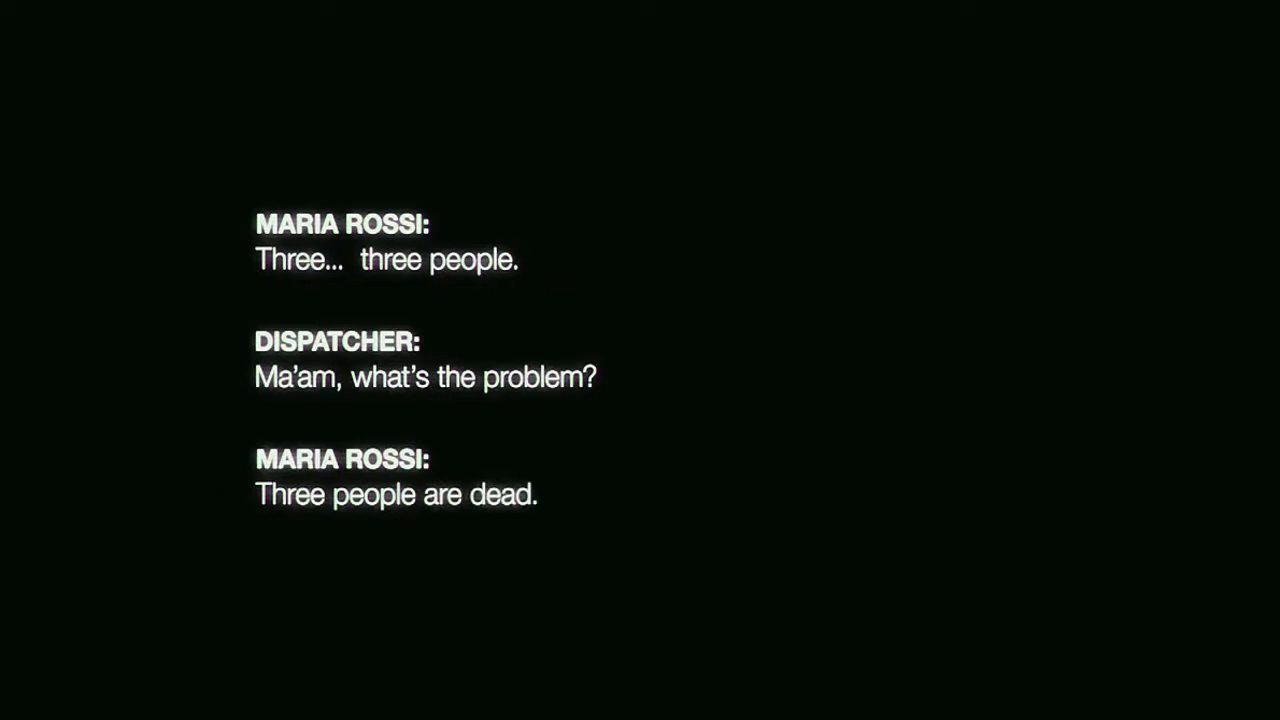 MARIA ROSSI:
Three...  three people.
DISPATCHER:
Ma’am, what’s the problem?
MARIA ROSSI:
Three people are dead.